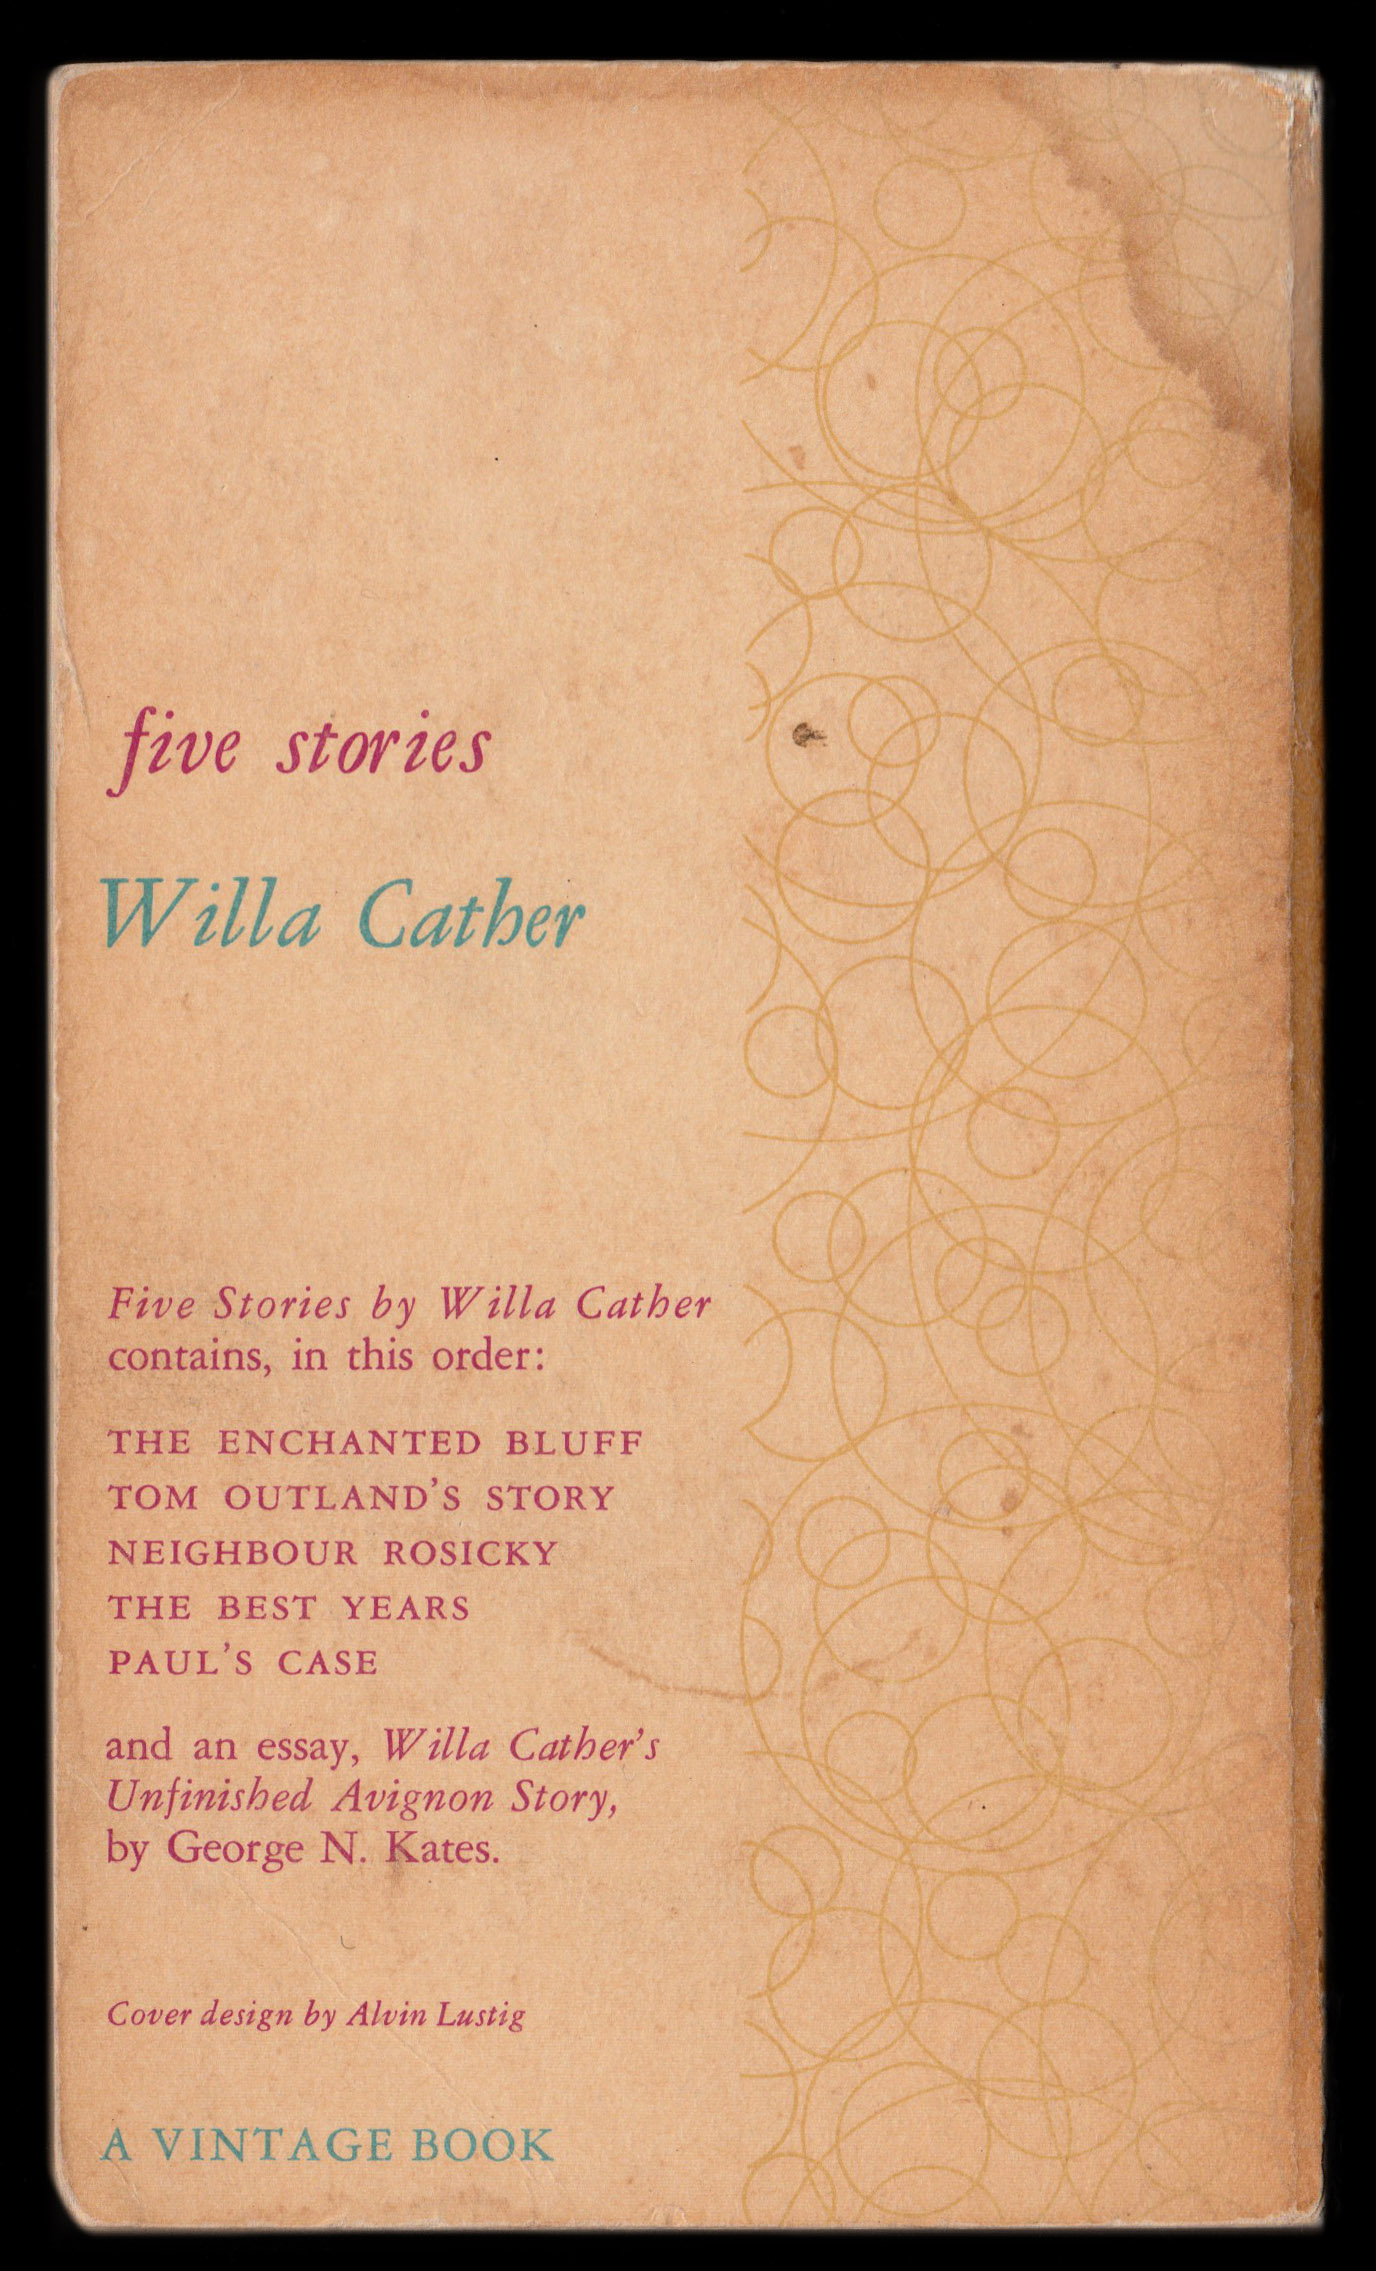 five stories
Willa Cather
Five Stories by Willa Cather
contains, in this order:
THE ENCHANTED BLUFF
TOM OUTLAND'S STORY
NEIGHBOUR ROSICKY
THE BEST YEARS
PAUL'S CASE
and an essay, Willa Cather's
Unfinished Avignon Story,
by George N. Kates.
Cover design by Alvin Lustig
A VINTAGE BOOK